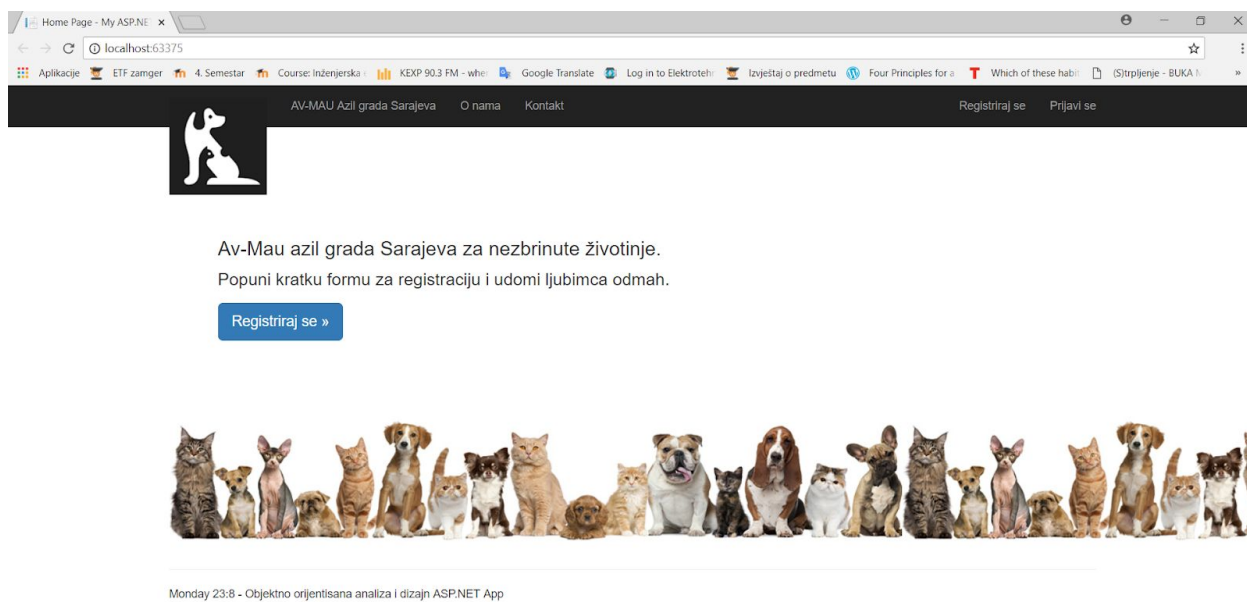 Home Page - My ASP.NE
localhost:63375
Aplikacije ETF zamger 4. Semestar Course: Inženjerska KEXP 90.3 FM - whe Google Translate Log in to Elektroteh Izvještaj o predmetu Four Principles for a Which of these habit (S)trpljenje - BUKA »
AV-MAU Azil grada Sarajeva O nama Kontakt Registriraj se Prijavi se
Av-Mau azil grada Sarajeva za nezbrinute životinje.
Popuni kratku formu za registraciju i udomi ljubimca odmah.
Registriraj se »
Monday 23:8 - Objektno orijentisana analiza i dizajn ASP.NET App